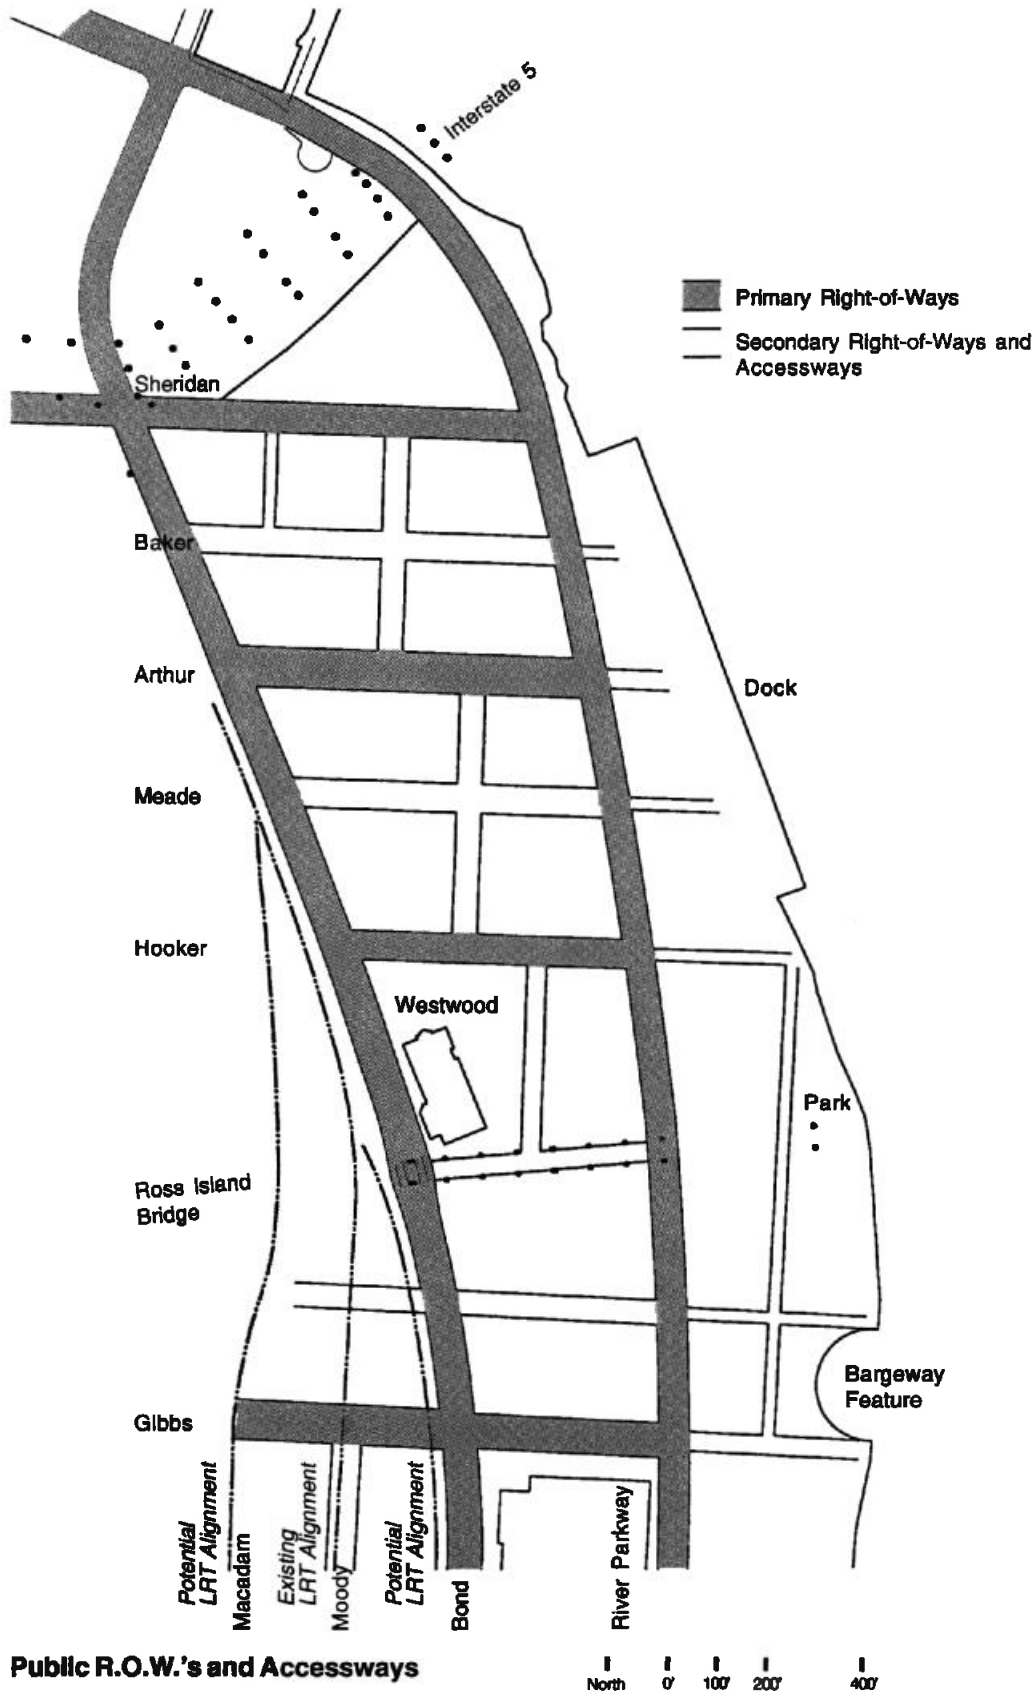 Interstate 5
Primary Right-of-Ways
Secondary Right-of-Ways and
Accessways
Sheridan
Baker
Arthur
Dock
Meade
Hooker
Westwood
Park
Ross Island
Bridge
Bargeway
Feature
Gibbs
Potential
LRT Alignment
Macadam
Existing
LRT Alignment
Moody
Potential
LRT Alignment
Bond
River Parkway
Public R.O.W.'s and Accessways
North 0' 100' 200' 400'